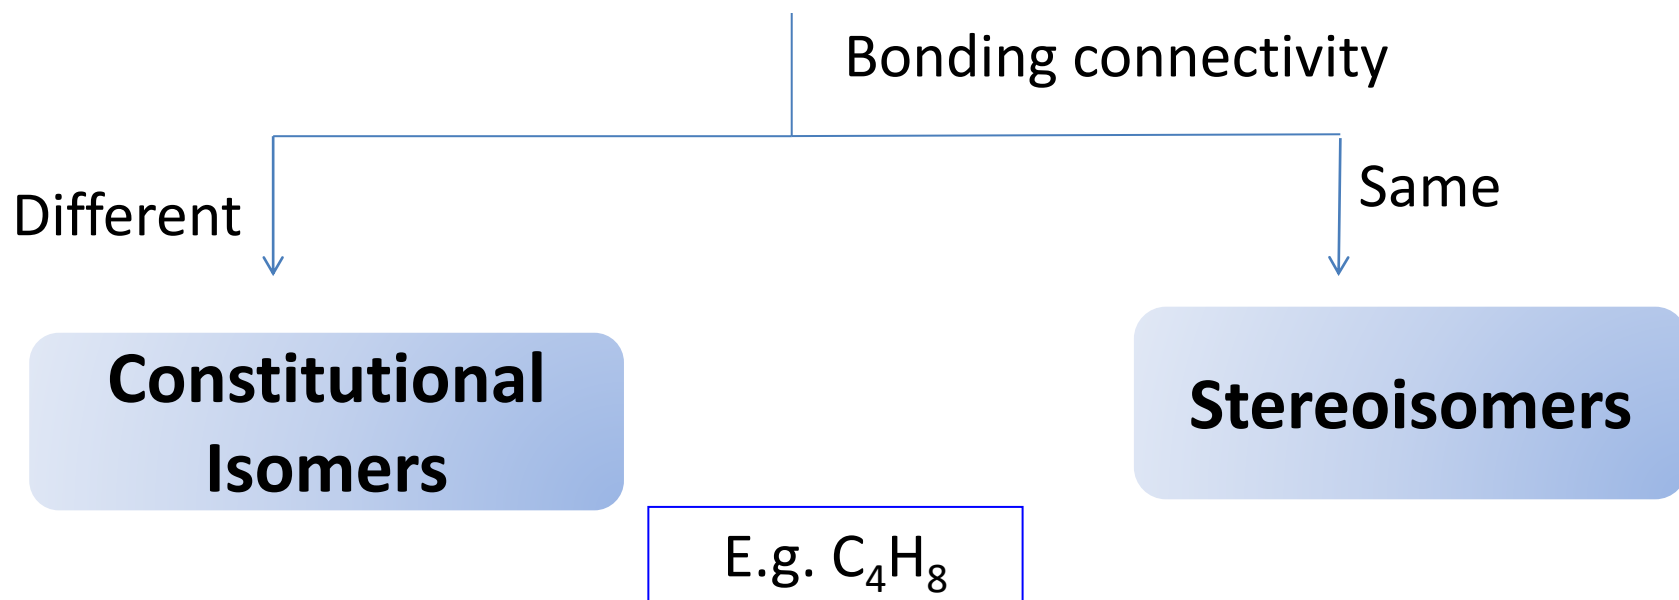 Bonding connectivity
Different
Same
Constitutional
Isomers
Stereoisomers
E.g. C₄H₈